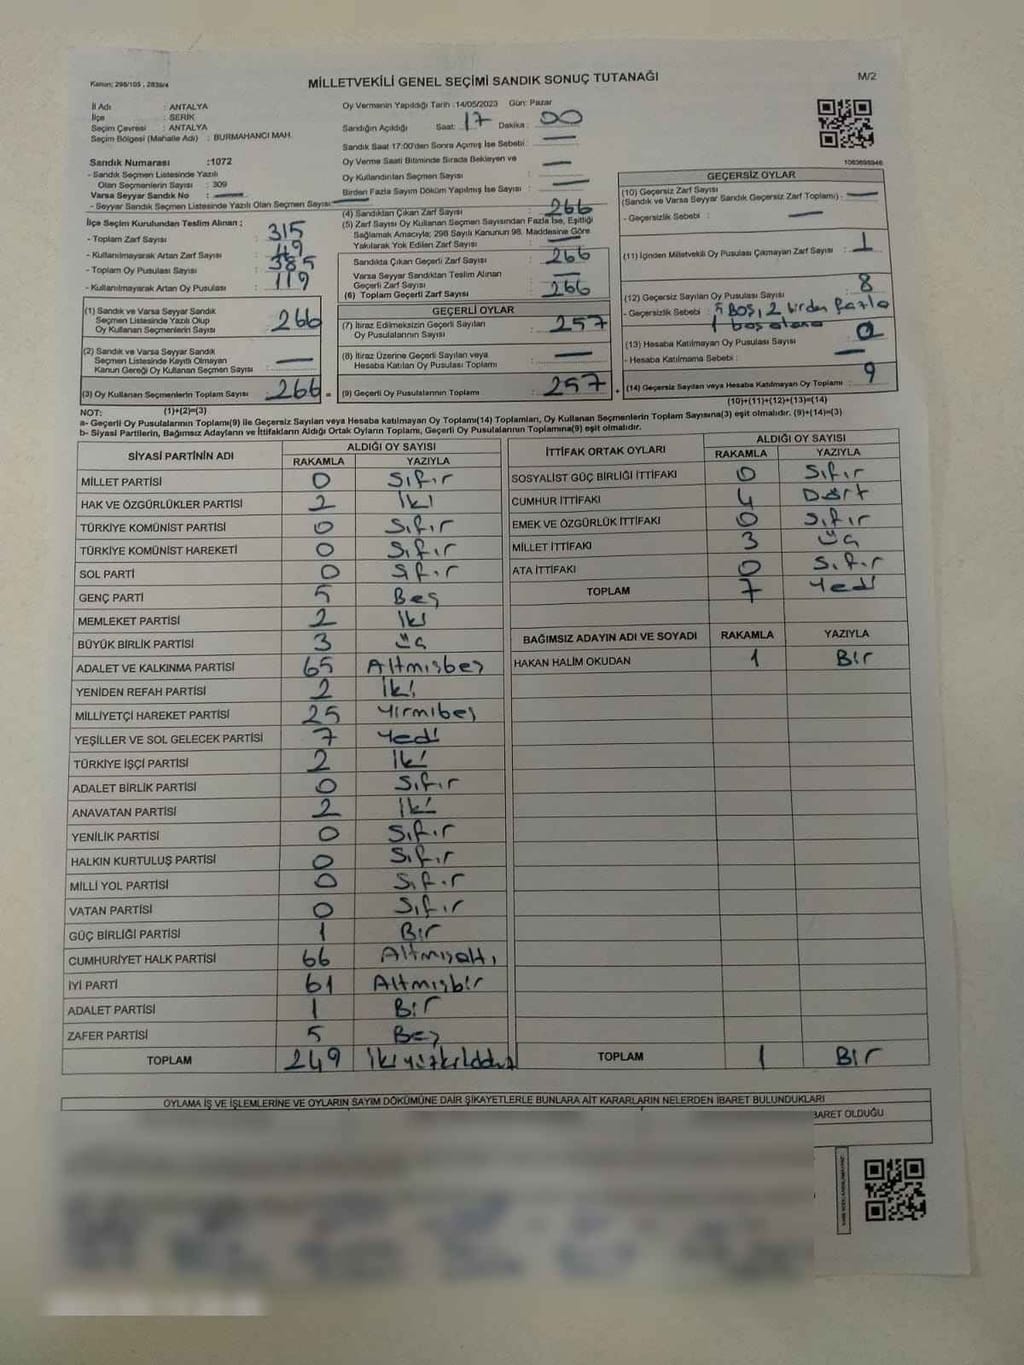 Kanun: 298/105 , 2839/4
MİLLETVEKİLİ GENEL SEÇİMİ SANDIK SONUÇ TUTANAĞI
M/2
İl Adı : ANTALYA
İlçe : SERİK
Seçim Çevresi : ANTALYA
Seçim Bölgesi (Mahalle Adı) : BURMAHANCI MAH.
Sandık Numarası :1072
- Sandık Seçmen Listesinde Yazılı
Olan Seçmenlerin Sayısı : 309
Varsa Seyyar Sandık No : —
- Seyyar Sandık Seçmen Listesinde Yazılı Olan Seçmen Sayısı: —
İlçe Seçim Kurulundan Teslim Alınan ;
- Toplam Zarf Sayısı : 315
- Kullanılmayarak Artan Zarf Sayısı : 49
- Toplam Oy Pusulası Sayısı : 385
- Kullanılmayarak Artan Oy Pusulası : 119
(1) Sandık ve Varsa Seyyar Sandık
Seçmen Listesinde Yazılı Olup
Oy Kullanan Seçmenlerin Sayısı : 266
(2) Sandık ve Varsa Seyyar Sandık
Seçmen Listesinde Kayıtlı Olmayan
Kanun Gereği Oy Kullanan Seçmen Sayısı : —
(3) Oy Kullanan Seçmenlerin Toplam Sayısı : 266 =
Oy Vermenin Yapıldığı Tarih :14/05/2023 Gün: Pazar
Sandığın Açıldığı Saat: 17 Dakika : 00
Sandık Saat 17:00'den Sonra Açımış İse Sebebi : —
Oy Verme Saati Bitiminde Sırada Bekleyen ve
Oy Kullandırılan Seçmen Sayısı : —
Birden Fazla Sayım Döküm Yapılmış İse Sayısı : —
(4) Sandıktan Çıkan Zarf Sayısı : 266
(5) Zarf Sayısı Oy Kullanan Seçmen Sayısından Fazla İse, Eşitliği
Sağlamak Amacıyla; 298 Sayılı Kanunun 98. Maddesine Göre
Yakılarak Yok Edilen Zarf Sayısı : —
Sandıkta Çıkan Geçerli Zarf Sayısı : 266
Varsa Seyyar Sandıktan Teslim Alınan
Geçerli Zarf Sayısı : —
(6) Toplam Geçerli Zarf Sayısı : 266
GEÇERLİ OYLAR
(7) İtiraz Edilmeksizin Geçerli Sayılan
Oy Pusulalarının Sayısı : 257
(8) İtiraz Üzerine Geçerli Sayılan veya
Hesaba Katılan Oy Pusulası Toplamı : —
(9) Geçerli Oy Pusulalarının Toplamı : 257 +
1063695946
GEÇERSİZ OYLAR
(10) Geçersiz Zarf Sayısı
(Sandık ve Varsa Seyyar Sandık Geçersiz Zarf Toplamı) : —
- Geçersizlik Sebebi : —
(11) İçinden Milletvekili Oy Pusulası Çıkmayan Zarf Sayısı : 1
(12) Geçersiz Sayılan Oy Pusulası Sayısı : 8
- Geçersizlik Sebebi : 5 BOŞ, 2 birden fazla
1 boş
(13) Hesaba Katılmayan Oy Pusulası Sayısı : 0
- Hesaba Katılmama Sebebi : —
(14) Geçersiz Sayılan veya Hesaba Katılmayan Oy Toplamı : 9
NOT: (1)+(2)=(3)
(10)+(11)+(12)+(13)=(14)
a- Geçerli Oy Pusulalarının Toplamı(9) ile Geçersiz Sayılan veya Hesaba katılmayan Oy Toplamı(14) Toplamları, Oy Kullanan Seçmenlerin Toplam Sayısına(3) eşit olmalıdır. (9)+(14)=(3)
b- Siyasi Partilerin, Bağımsız Adayların ve İttifakların Aldığı Ortak Oyların Toplamı, Geçerli Oy Pusulalarının Toplamına(9) eşit olmalıdır.
SİYASİ PARTİNİN ADI ALDIĞI OY SAYISI
RAKAMLA YAZIYLA
MİLLET PARTİSİ 0 Sıfır
HAK VE ÖZGÜRLÜKLER PARTİSİ 2 İki
TÜRKİYE KOMÜNİST PARTİSİ 0 Sıfır
TÜRKİYE KOMÜNİST HAREKETİ 0 Sıfır
SOL PARTİ 0 Sıfır
GENÇ PARTİ 5 Beş
MEMLEKET PARTİSİ 2 İki
BÜYÜK BİRLİK PARTİSİ 3 Üç
ADALET VE KALKINMA PARTİSİ 65 Altmışbeş
YENİDEN REFAH PARTİSİ 2 İki
MİLLİYETÇİ HAREKET PARTİSİ 25 Yirmibeş
YEŞİLLER VE SOL GELECEK PARTİSİ 7 Yedi
TÜRKİYE İŞÇİ PARTİSİ 2 İki
ADALET BİRLİK PARTİSİ 0 Sıfır
ANAVATAN PARTİSİ 2 İki
YENİLİK PARTİSİ 0 Sıfır
HALKIN KURTULUŞ PARTİSİ 0 Sıfır
MİLLİ YOL PARTİSİ 0 Sıfır
VATAN PARTİSİ 0 Sıfır
GÜÇ BİRLİĞİ PARTİSİ 1 Bir
CUMHURİYET HALK PARTİSİ 66 Altmışaltı
İYİ PARTİ 61 Altmışbir
ADALET PARTİSİ 1 Bir
ZAFER PARTİSİ 5 Beş
TOPLAM 249
İTTİFAK ORTAK OYLARI ALDIĞI OY SAYISI
RAKAMLA YAZIYLA
SOSYALİST GÜÇ BİRLİĞİ İTTİFAKI 0 Sıfır
CUMHUR İTTİFAKI 4 Dört
EMEK VE ÖZGÜRLÜK İTTİFAKI 0 Sıfır
MİLLET İTTİFAKI 3 Üç
ATA İTTİFAKI 0 Sıfır
TOPLAM 7 Yedi
BAĞIMSIZ ADAYIN ADI VE SOYADI RAKAMLA YAZIYLA
HAKAN HALİM OKUDAN 1 Bir
TOPLAM 1 Bir
OYLAMA İŞ VE İŞLEMLERİNE VE OYLARIN SAYIM DÖKÜMÜNE DAİR ŞİKAYETLERLE BUNLARA AİT KARARLARIN NELERDEN İBARET BULUNDUKLARI
BARET OLDUĞU